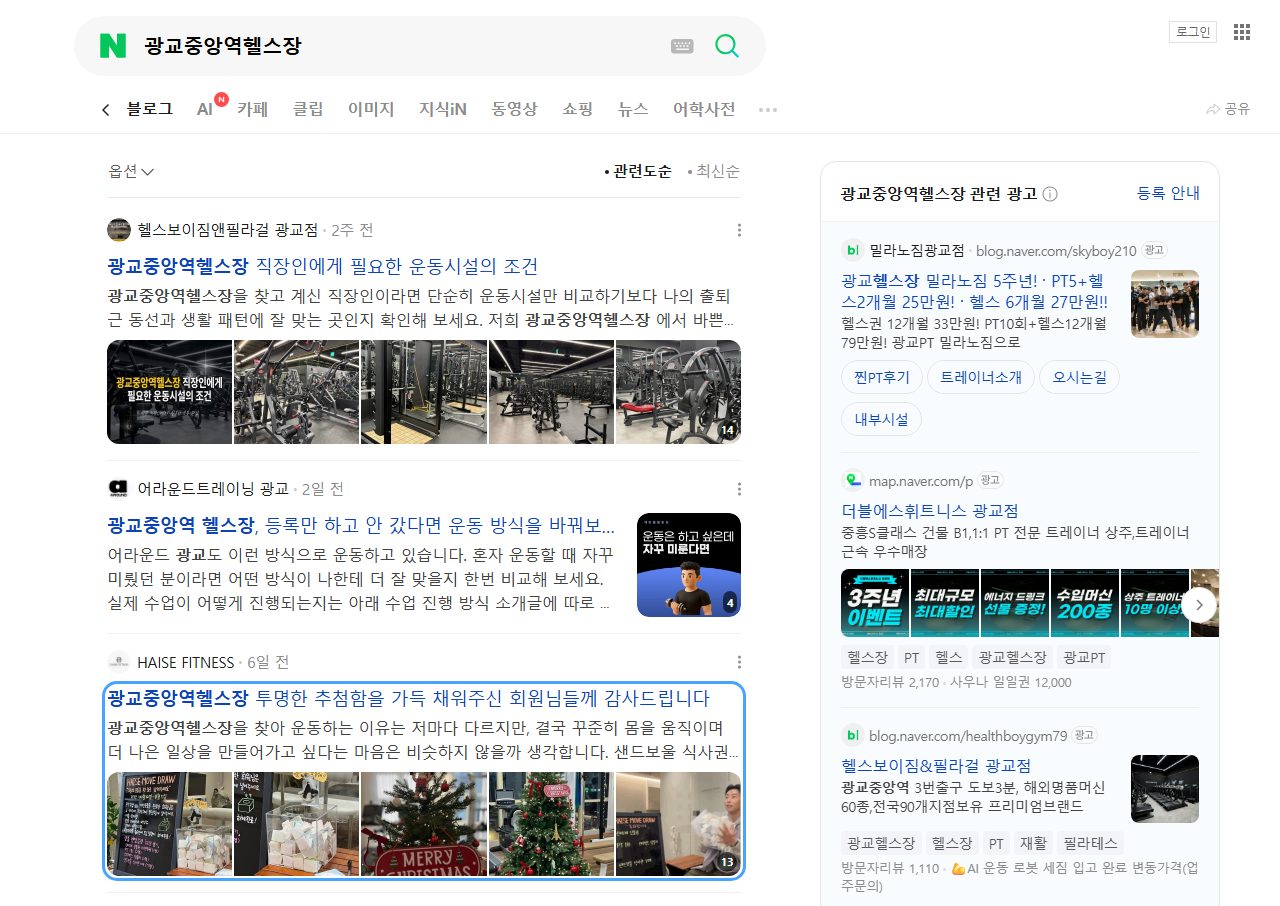 N 광교중앙역헬스장
로그인
블로그 AI N 카페 클립 이미지 지식iN 동영상 쇼핑 뉴스 어학사전
공유
옵션
• 관련도순 • 최신순
헬스보이짐앤필라걸 광교점 · 2주 전
광교중앙역헬스장 직장인에게 필요한 운동시설의 조건
광교중앙역헬스장을 찾고 계신 직장인이라면 단순히 운동시설만 비교하기보다 나의 출퇴
근 동선과 생활 패턴에 잘 맞는 곳인지 확인해 보세요. 저희 광교중앙역헬스장 에서 바쁜...
광교중앙역헬스장 직장인에게
필요한 운동시설의 조건
14
어라운드트레이닝 광교 · 2일 전
광교중앙역 헬스장, 등록만 하고 안 갔다면 운동 방식을 바꿔보...
어라운드 광교도 이런 방식으로 운동하고 있습니다. 혼자 운동할 때 자꾸
미뤘던 분이라면 어떤 방식이 나한테 더 잘 맞을지 한번 비교해 보세요.
실제 수업이 어떻게 진행되는지는 아래 수업 진행 방식 소개글에 따로 ...
운동은 하고 싶은데
자꾸 미룬다면
4
HAISE FITNESS · 6일 전
광교중앙역헬스장 투명한 추첨함을 가득 채워주신 회원님들께 감사드립니다
광교중앙역헬스장을 찾아 운동하는 이유는 저마다 다르지만, 결국 꾸준히 몸을 움직이며
더 나은 일상을 만들어가고 싶다는 마음은 비슷하지 않을까 생각합니다. 샌드보울 식사권...
HAISE MOVE DRAW
MERRY
CHRISTMAS
13
광교중앙역헬스장 관련 광고
등록 안내
bl 밀라노짐광교점 · blog.naver.com/skyboy210 광고
광교헬스장 밀라노짐 5주년! · PT5+헬
스2개월 25만원! · 헬스 6개월 27만원!!
헬스권 12개월 33만원! PT10회+헬스12개월
79만원! 광교PT 밀라노짐으로
찐PT후기 트레이너소개 오시는길
내부시설
map.naver.com/p 광고
더블에스휘트니스 광교점
중흥S클래스 건물 B1,1:1 PT 전문 트레이너 상주,트레이너
근속 우수매장
3주년
이벤트
최대규모
최대할인
에너지 드링크
선물 증정!
수입머신
200종
상주 트레이너
10명 이상
헬스장 PT 헬스 광교헬스장 광교PT
방문자리뷰 2,170 · 사우나 일일권 12,000
bl blog.naver.com/healthboygym79 광고
헬스보이짐&필라걸 광교점
광교중앙역 3번출구 도보3분, 해외명품머신
60종,전국90개지점보유 프리미엄브랜드
광교헬스장 헬스장 PT 재활 필라테스
방문자리뷰 1,110 · 💪AI 운동 로봇 세짐 입고 완료 변동가격(업
주문의)